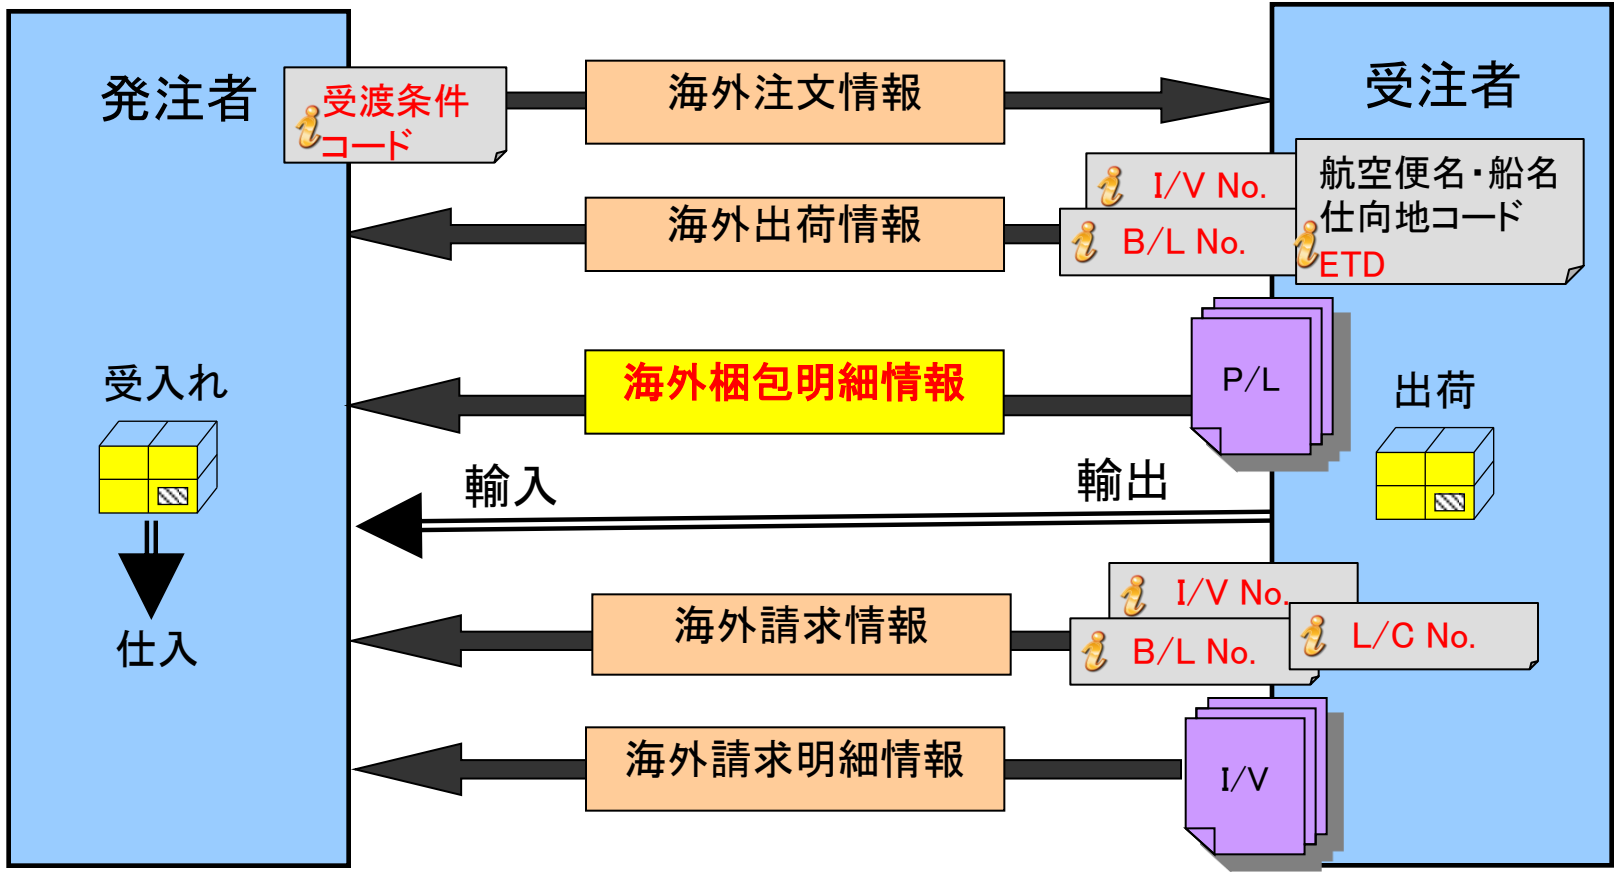 発注者
受注者
受渡条件
コード
海外注文情報
I/V No.
B/L No.
航空便名・船名
仕向地コード
ETD
海外出荷情報
海外梱包明細情報
P/L
受入れ
出荷
輸入
輸出
仕入
海外請求情報
I/V No.
B/L No.
L/C No.
海外請求明細情報
I/V